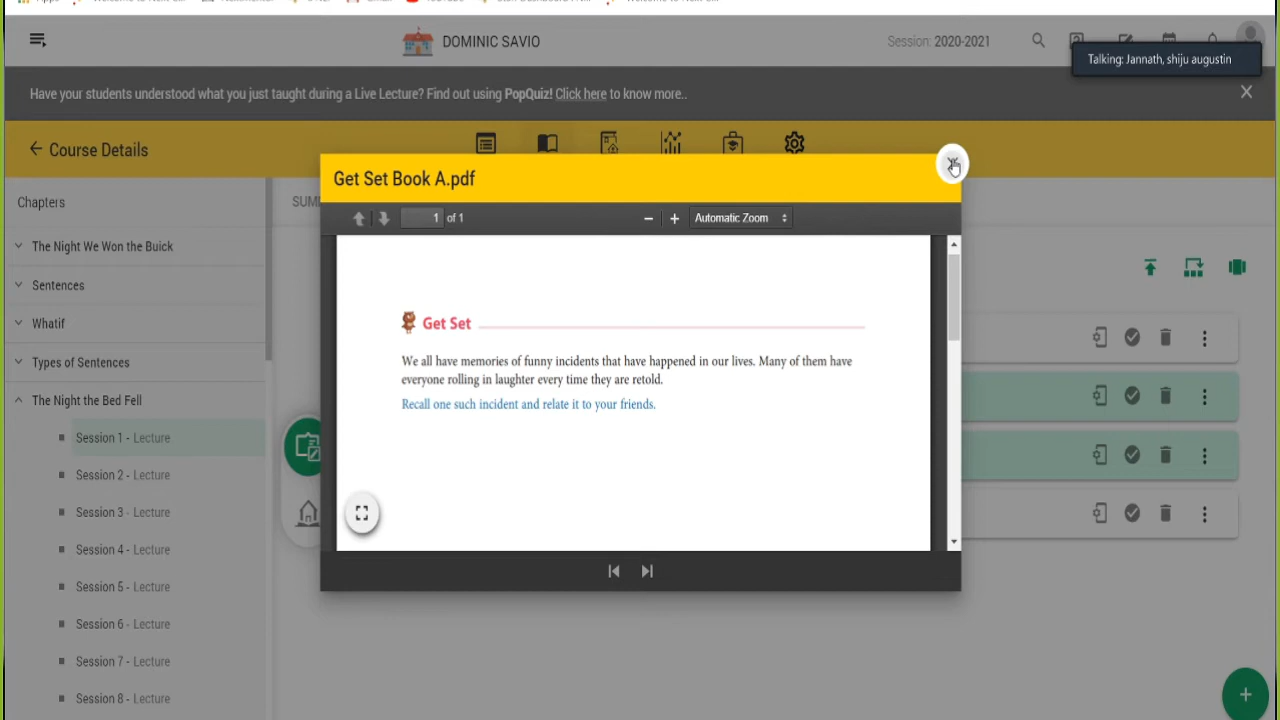 Apps
DOMINIC SAVIO
Session: 2020-2021
Talking: Jannath, shiju augustin
Have your students understood what you just taught during a Live Lecture? Find out using PopQuiz! Click here to know more..
Course Details
Get Set Book A.pdf
Chapters
SUM
1 of 1
Automatic Zoom
The Night We Won the Buick
Sentences
Whatif
Types of Sentences
The Night the Bed Fell
Session 1 - Lecture
Session 2 - Lecture
Session 3 - Lecture
Session 4 - Lecture
Session 5 - Lecture
Session 6 - Lecture
Session 7 - Lecture
Session 8 - Lecture
Get Set
We all have memories of funny incidents that have happened in our lives. Many of them have
everyone rolling in laughter every time they are retold.
Recall one such incident and relate it to your friends.